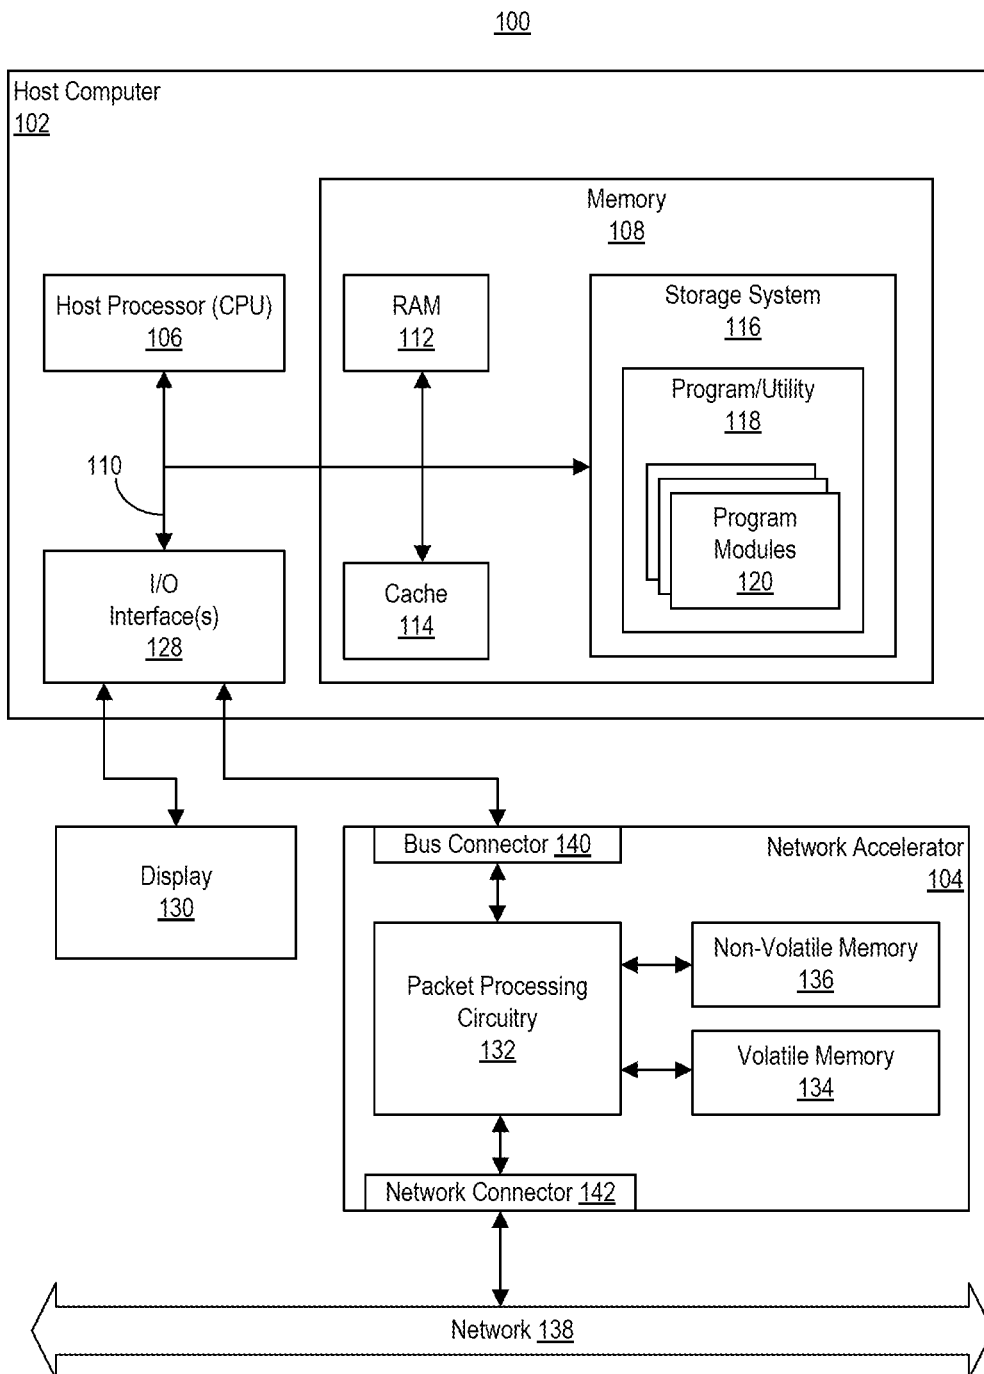 100
Host Computer
102
Memory
108
Host Processor (CPU)
106
RAM
112
Storage System
116
Program/Utility
118
110
Program
Modules
120
I/O
Interface(s)
128
Cache
114
Bus Connector 140
Network Accelerator
104
Display
130
Packet Processing
Circuitry
132
Non-Volatile Memory
136
Volatile Memory
134
Network Connector 142
Network 138